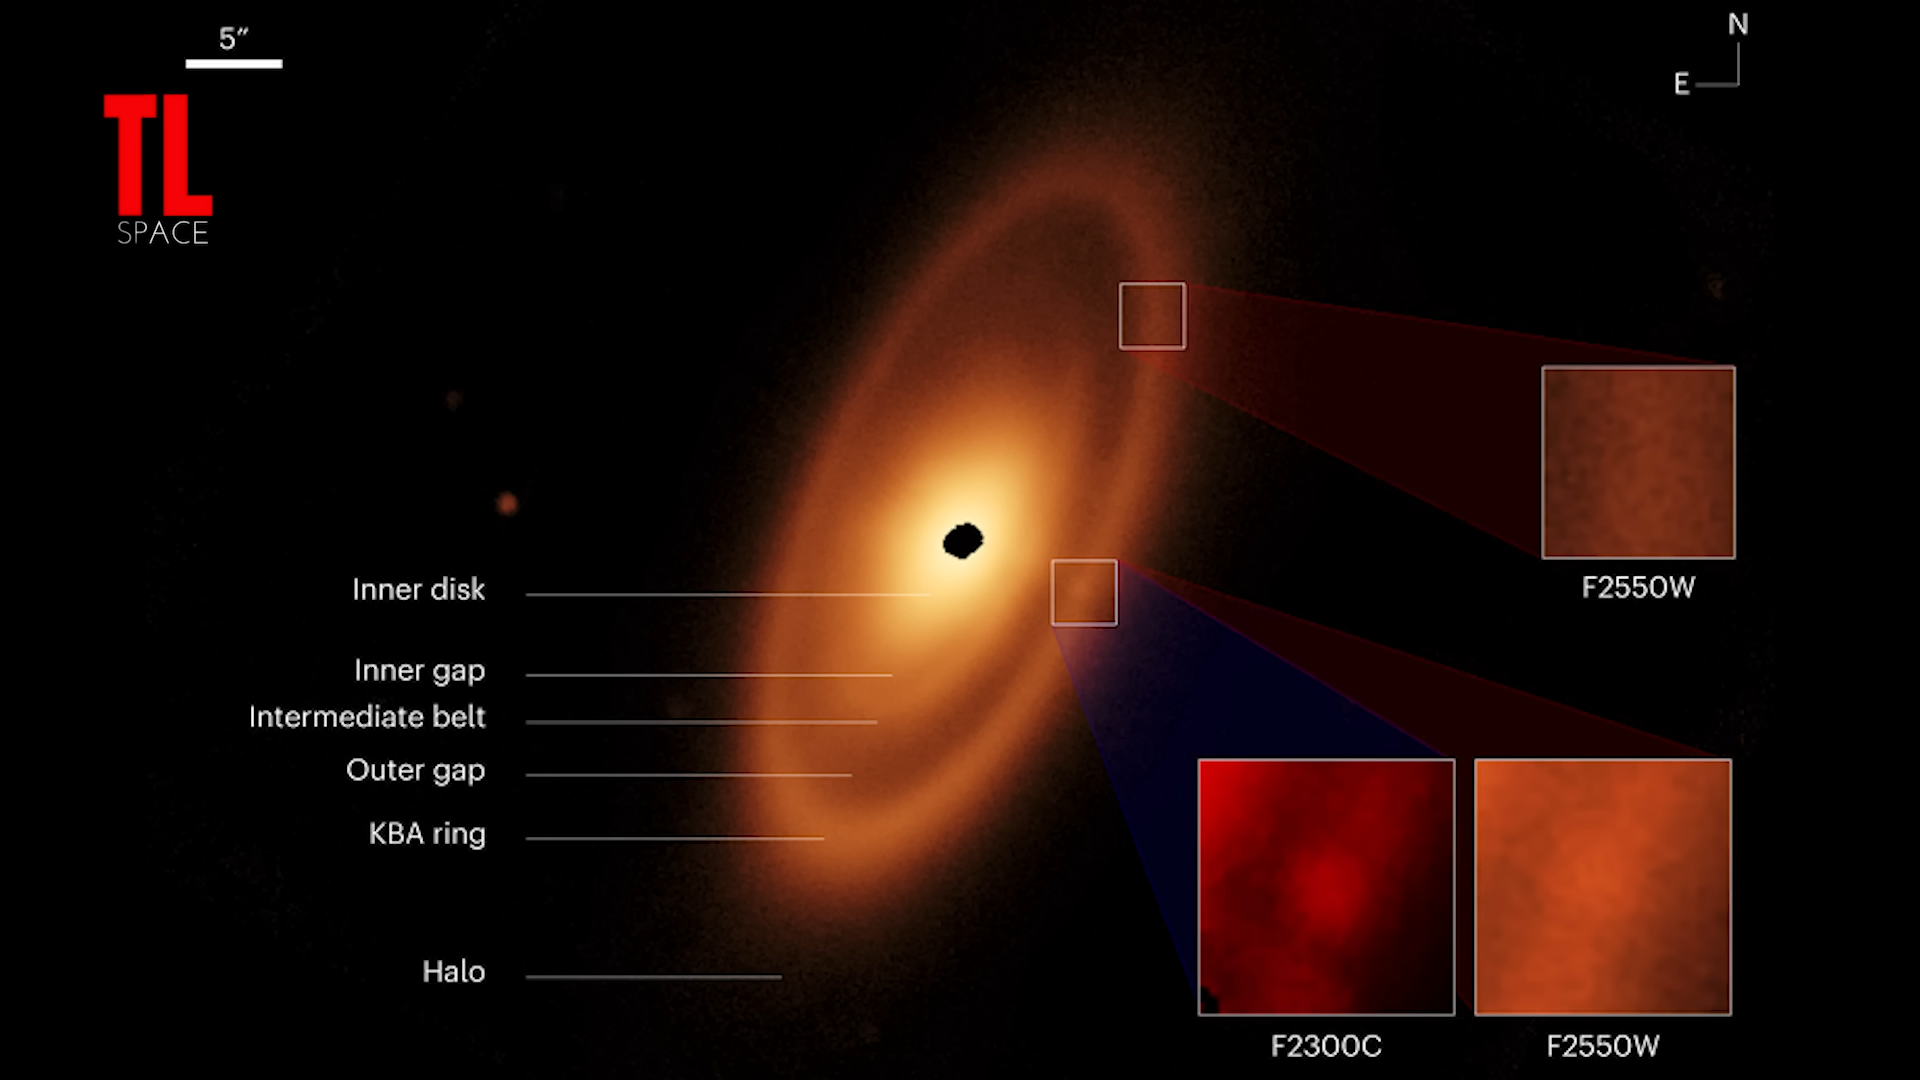 5″
N
E
TL
SPACE
Inner disk
Inner gap
Intermediate belt
Outer gap
KBA ring
Halo
F2550W
F2300C
F2550W